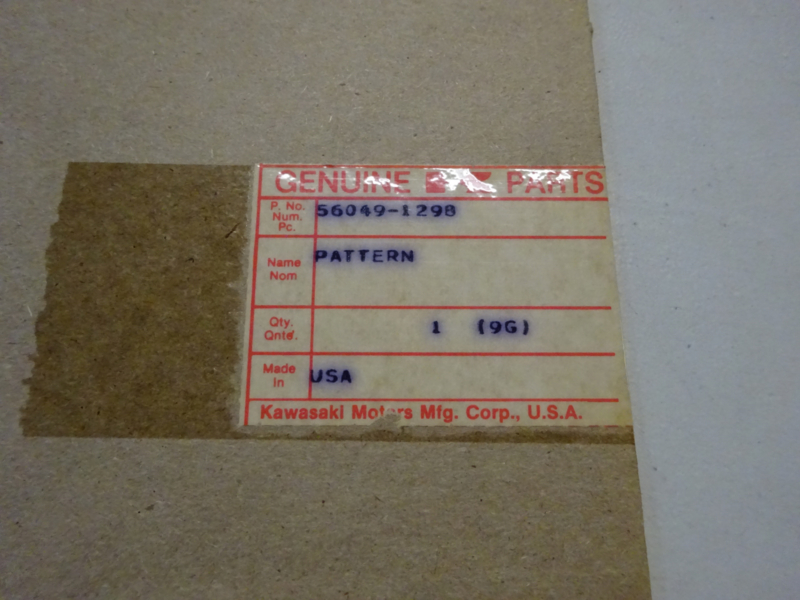 GENUINE PARTS
P. No.
Num.
Pc.
56049-1298
Name
Nom
PATTERN
Qty.
Qnté.
1 (9G)
Made
In
USA
Kawasaki Motors Mfg. Corp., U.S.A.